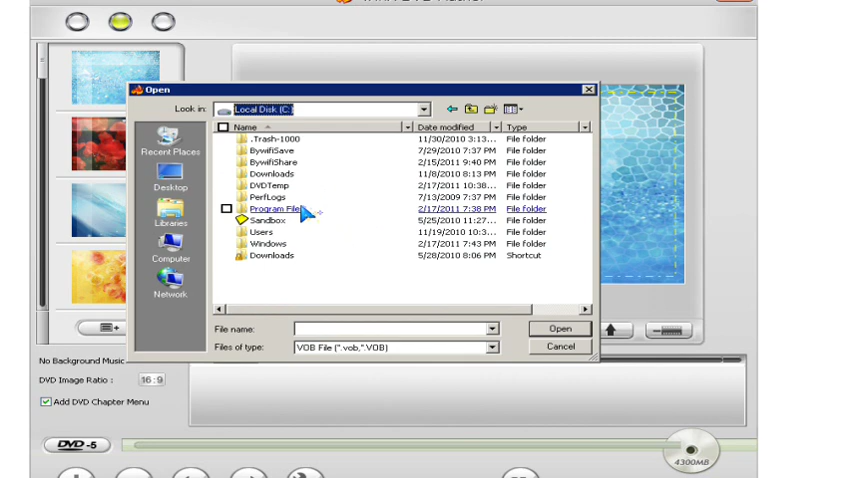 Open
Look in: Local Disk (C:)
Name Date modified Type
.Trash-1000 11/30/2010 3:13... File folder
BywifiSave 7/29/2010 7:37 PM File folder
BywifiShare 2/15/2011 9:40 PM File folder
Downloads 11/8/2010 8:13 PM File folder
DVDTemp 2/17/2011 10:38... File folder
PerfLogs 7/13/2009 7:37 PM File folder
Program Files 2/17/2011 7:38 PM File folder
Sandbox 5/25/2010 11:27... File folder
Users 11/19/2010 10:3... File folder
Windows 2/17/2011 7:43 PM File folder
Downloads 5/28/2010 8:06 PM Shortcut
Recent Places
Desktop
Libraries
Computer
Network
File name: Open
Files of type: VOB File (*.vob,*.VOB) Cancel
No Background Music
DVD Image Ratio : 16:9
Add DVD Chapter Menu
DVD -5
4300MB